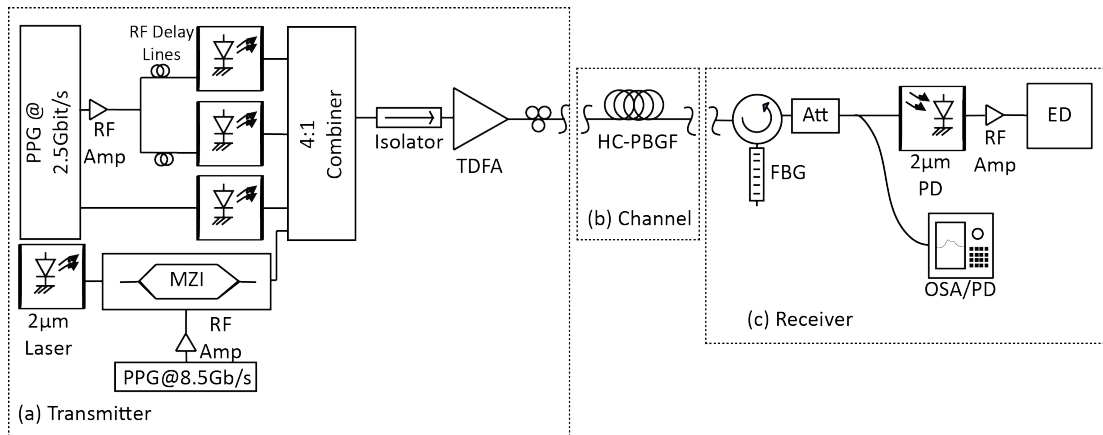 RF Delay
Lines
PPG @
2.5Gbit/s
RF
Amp
4:1
Combiner
Isolator
TDFA
2μm
Laser
MZI
RF
Amp
PPG@8.5Gb/s
(a) Transmitter
HC-PBGF
(b) Channel
FBG
Att
2μm
PD
RF
Amp
ED
OSA/PD
(c) Receiver